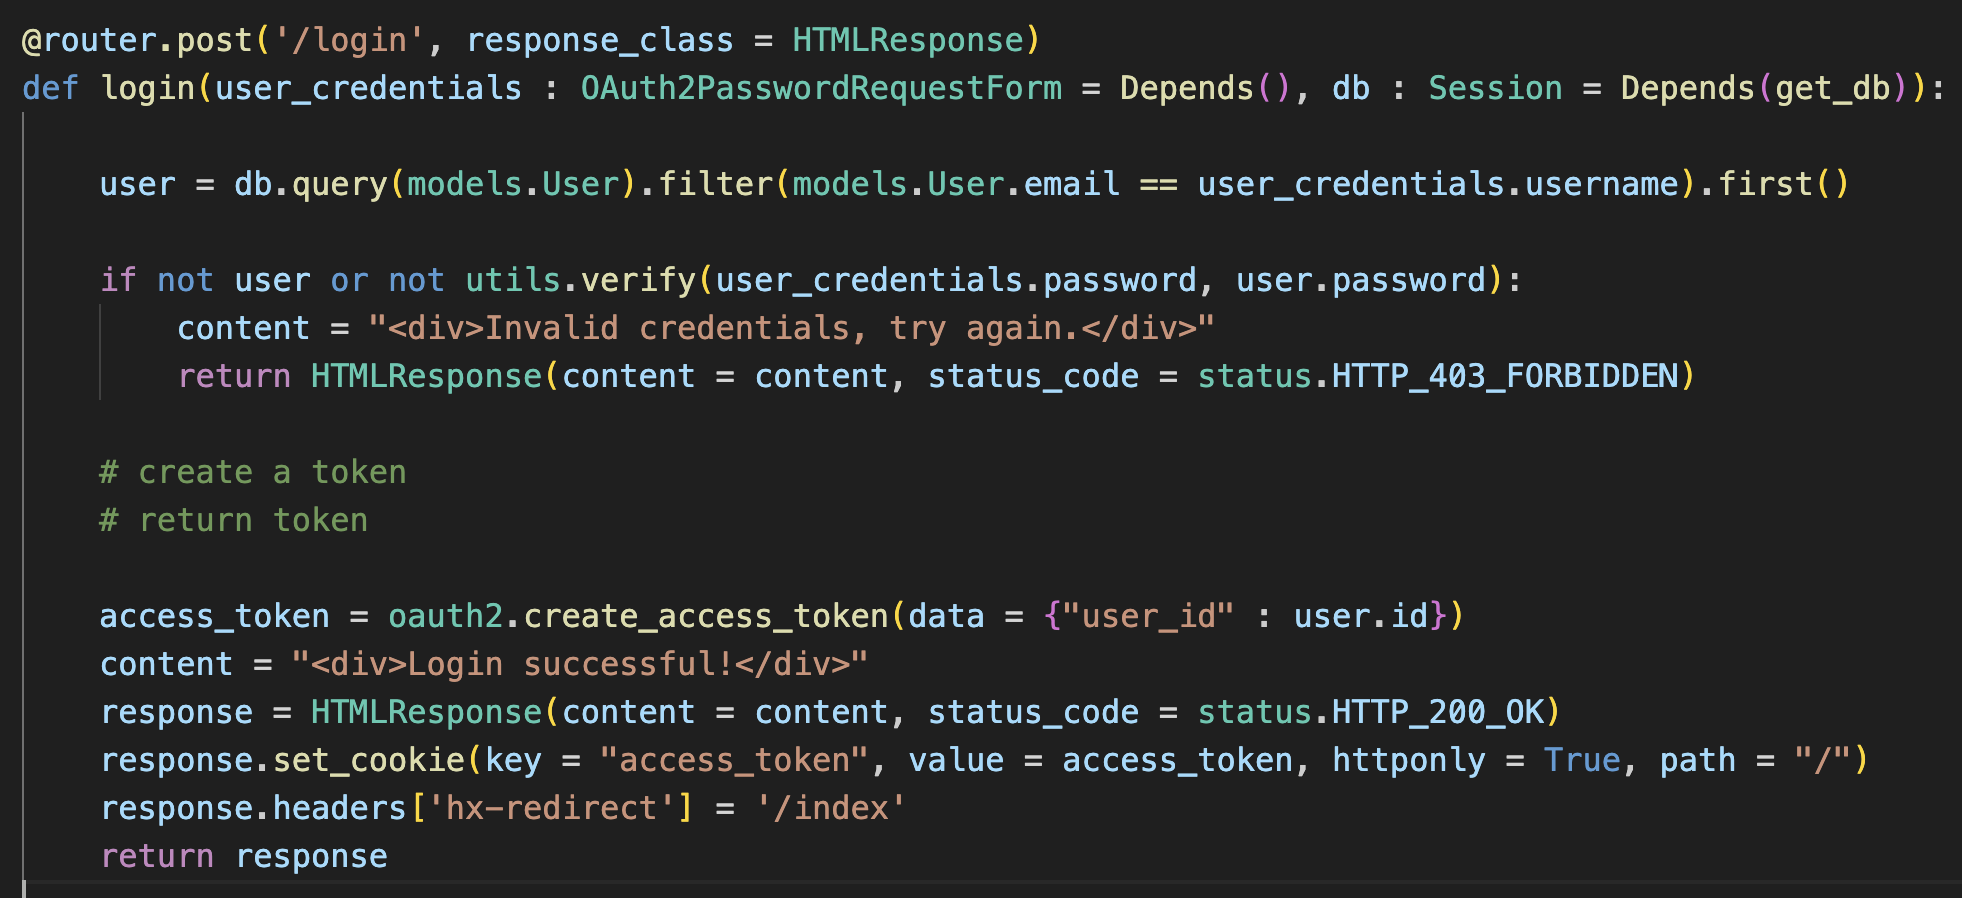 @router.post('/login', response_class = HTMLResponse)
def login(user_credentials : OAuth2PasswordRequestForm = Depends(), db : Session = Depends(get_db)):
user = db.query(models.User).filter(models.User.email == user_credentials.username).first()
if not user or not utils.verify(user_credentials.password, user.password):
content = "<div>Invalid credentials, try again.</div>"
return HTMLResponse(content = content, status_code = status.HTTP_403_FORBIDDEN)
# create a token
# return token
access_token = oauth2.create_access_token(data = {"user_id" : user.id})
content = "<div>Login successful!</div>"
response = HTMLResponse(content = content, status_code = status.HTTP_200_OK)
response.set_cookie(key = "access_token", value = access_token, httponly = True, path = "/")
response.headers['hx-redirect'] = '/index'
return response